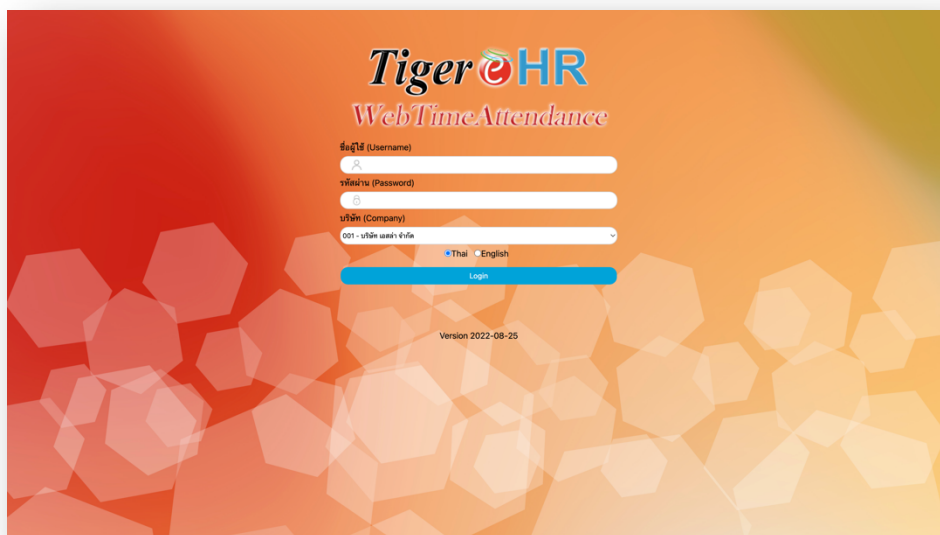 Tiger e HR
WebTimeAttendance
ชื่อผู้ใช้ (Username)
รหัสผ่าน (Password)
บริษัท (Company)
001 - บริษัท เอสล่า จำกัด
Thai English
Login
Version 2022-08-25